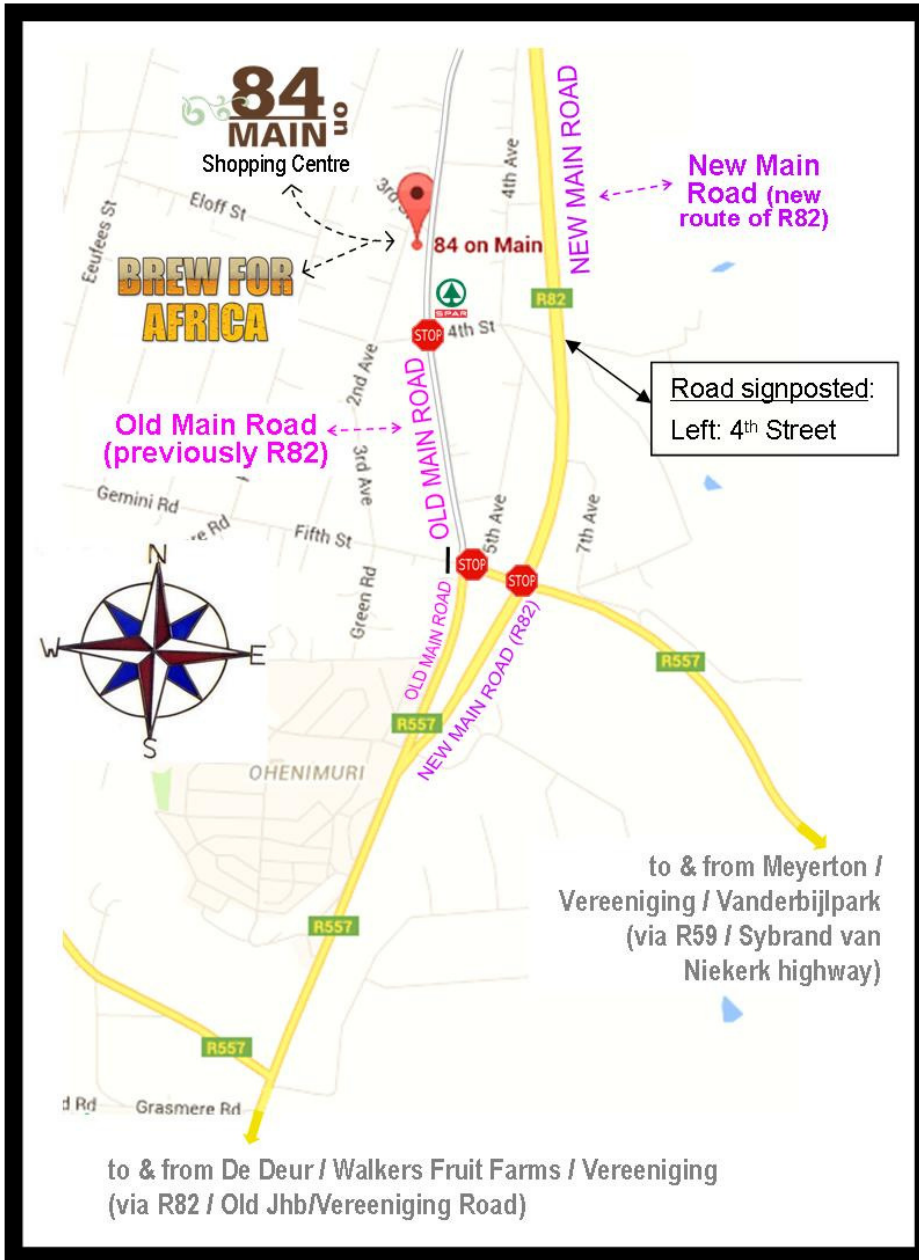 84 on
MAIN
Shopping Centre
NEW MAIN ROAD
4th Ave
New Main
Road (new
route of R82)
Eloff St
Eeufees St
84 on Main
BREW FOR
AFRICA
SPAR
R82
STOP
4th St
2nd Ave
Road signposted:
Left: 4th Street
Old Main Road
(previously R82)
OLD MAIN ROAD
3rd Ave
Gemini Rd
Fifth St
5th Ave
7th Ave
STOP
STOP
Green Rd
OLD MAIN ROAD
NEW MAIN ROAD (R82)
N
W
E
S
R557
R557
OHENIMURI
to & from Meyerton /
Vereeniging / Vanderbijlpark
(via R59 / Sybrand van
Niekerk highway)
R557
R557
d Rd
Grasmere Rd
to & from De Deur / Walkers Fruit Farms / Vereeniging
(via R82 / Old Jhb/Vereeniging Road)